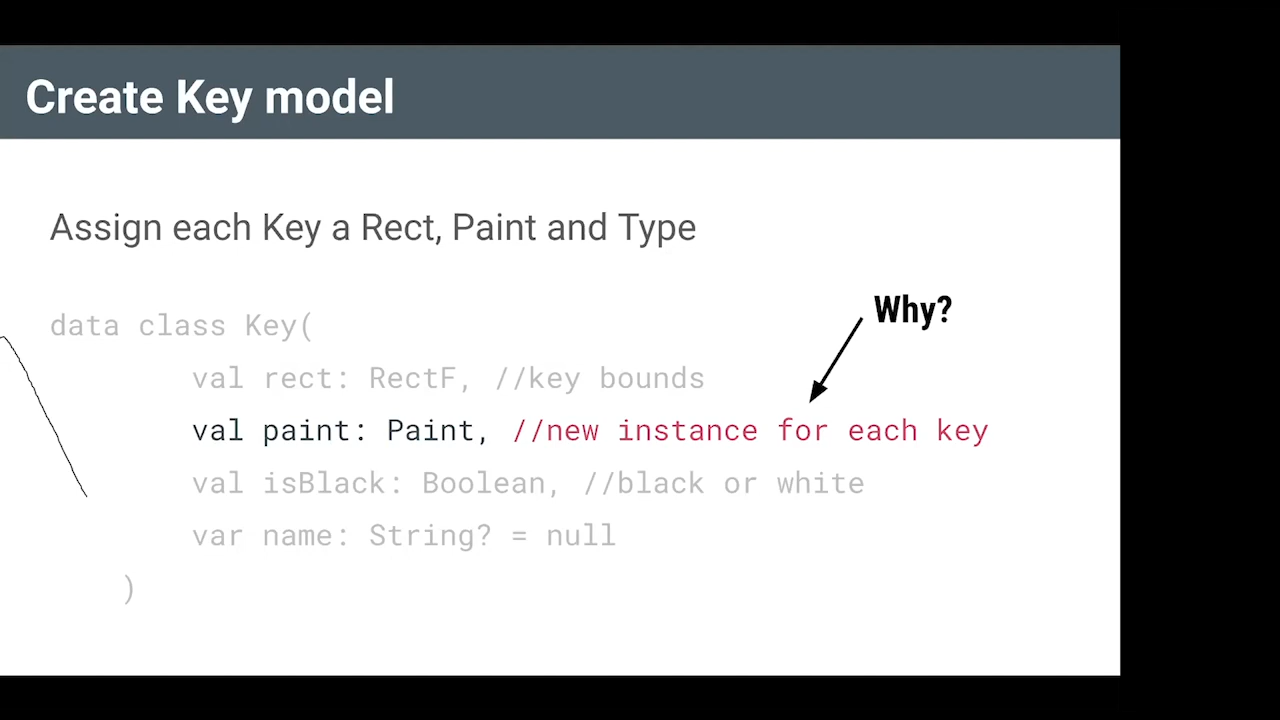 Create Key model
Assign each Key a Rect, Paint and Type
Why?
data class Key(
val rect: RectF, //key bounds
val paint: Paint, //new instance for each key
val isBlack: Boolean, //black or white
var name: String? = null
)